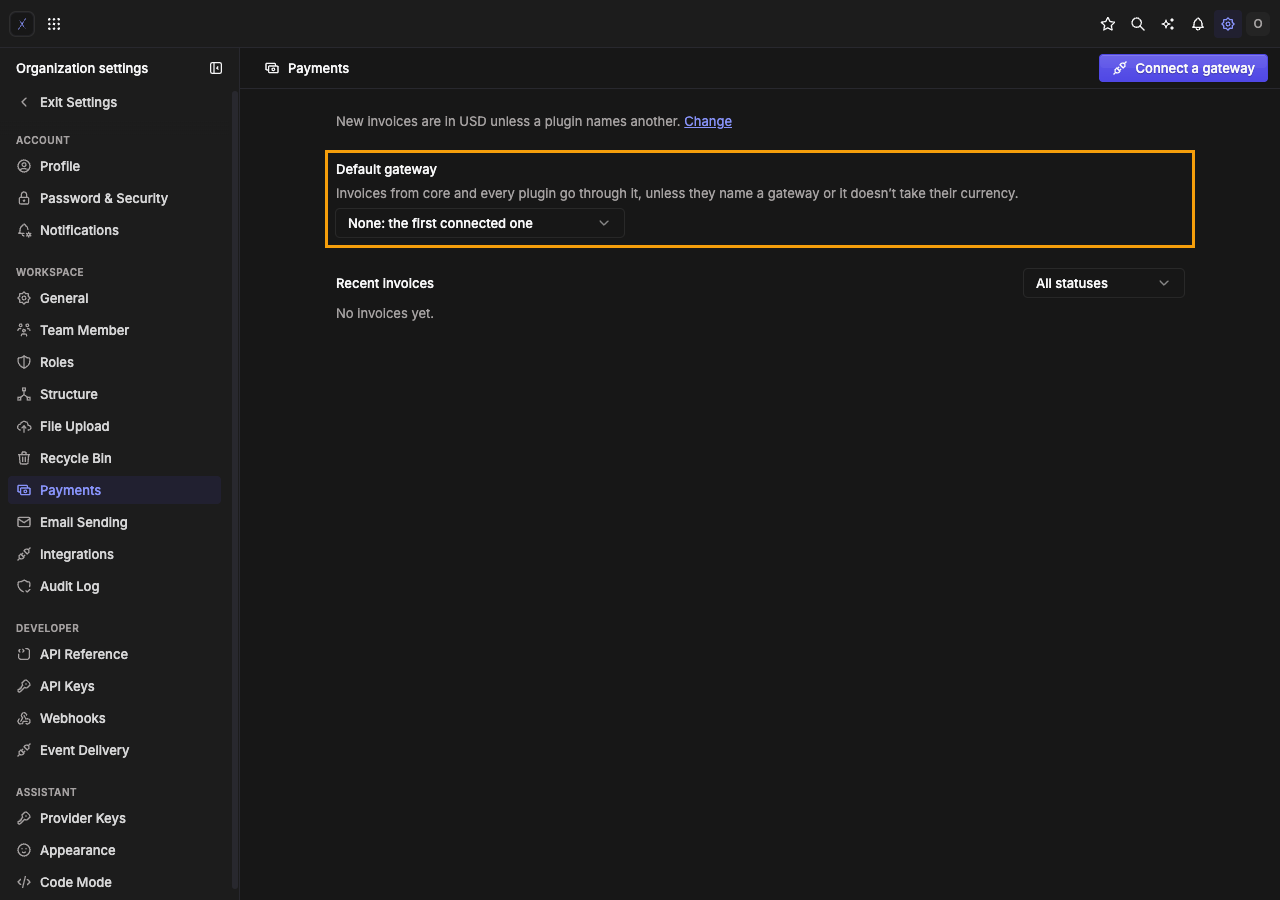 O
Organization settings
Exit Settings
ACCOUNT
Profile
Password & Security
Notifications
WORKSPACE
General
Team Member
Roles
Structure
File Upload
Recycle Bin
Payments
Email Sending
Integrations
Audit Log
DEVELOPER
API Reference
API Keys
Webhooks
Event Delivery
ASSISTANT
Provider Keys
Appearance
Code Mode
Payments
Connect a gateway
New invoices are in USD unless a plugin names another. Change
Default gateway
Invoices from core and every plugin go through it, unless they name a gateway or it doesn’t take their currency.
None: the first connected one
Recent invoices
All statuses
No invoices yet.